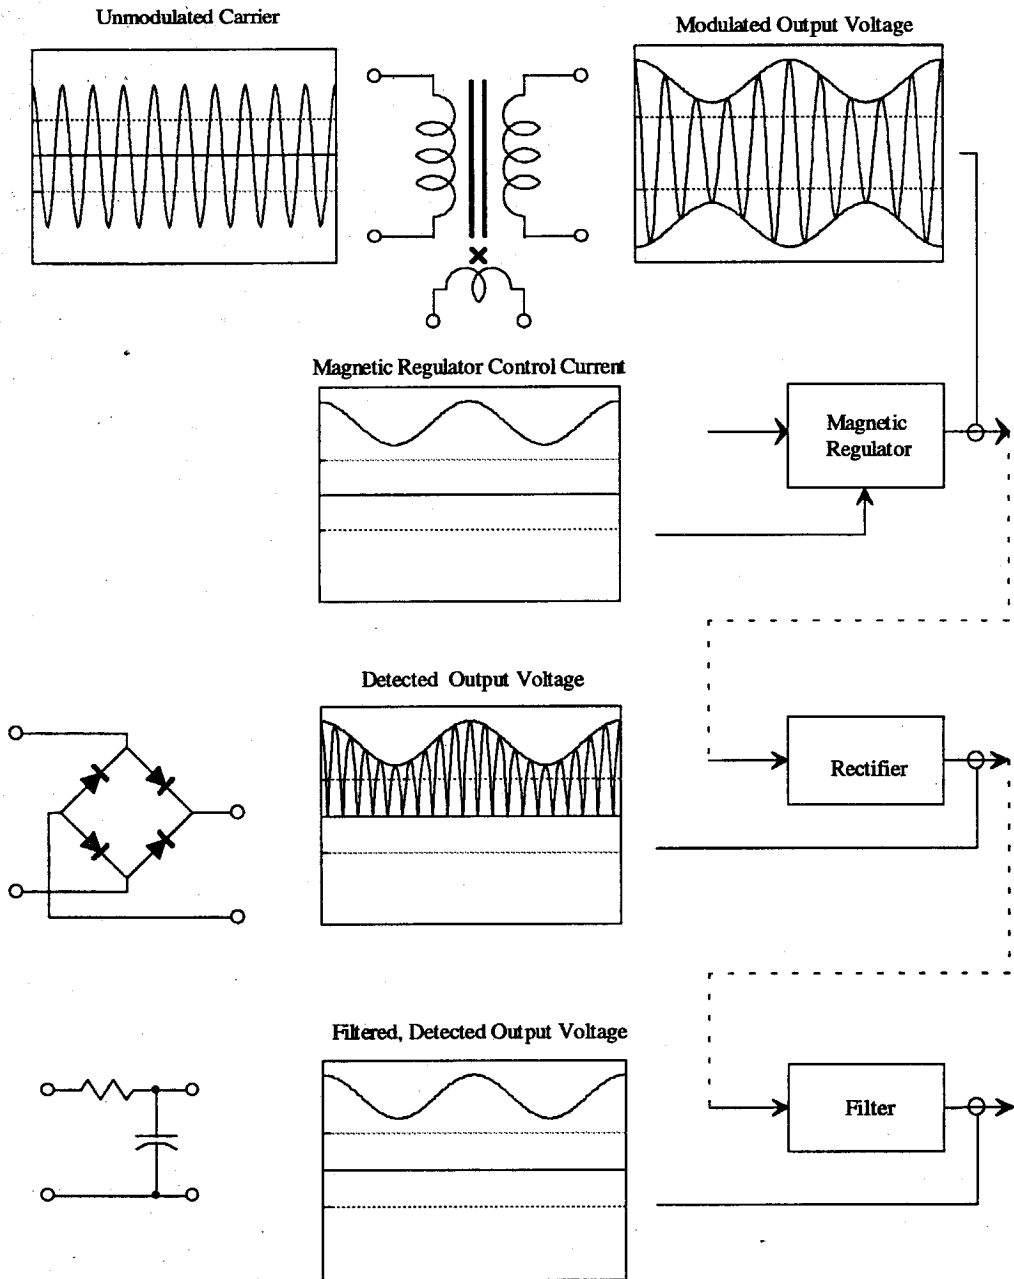 Unmodulated Carrier
Modulated Output Voltage
Magnetic Regulator Control Current
Magnetic
Regulator
Detected Output Voltage
Rectifier
Filtered, Detected Output Voltage
Filter